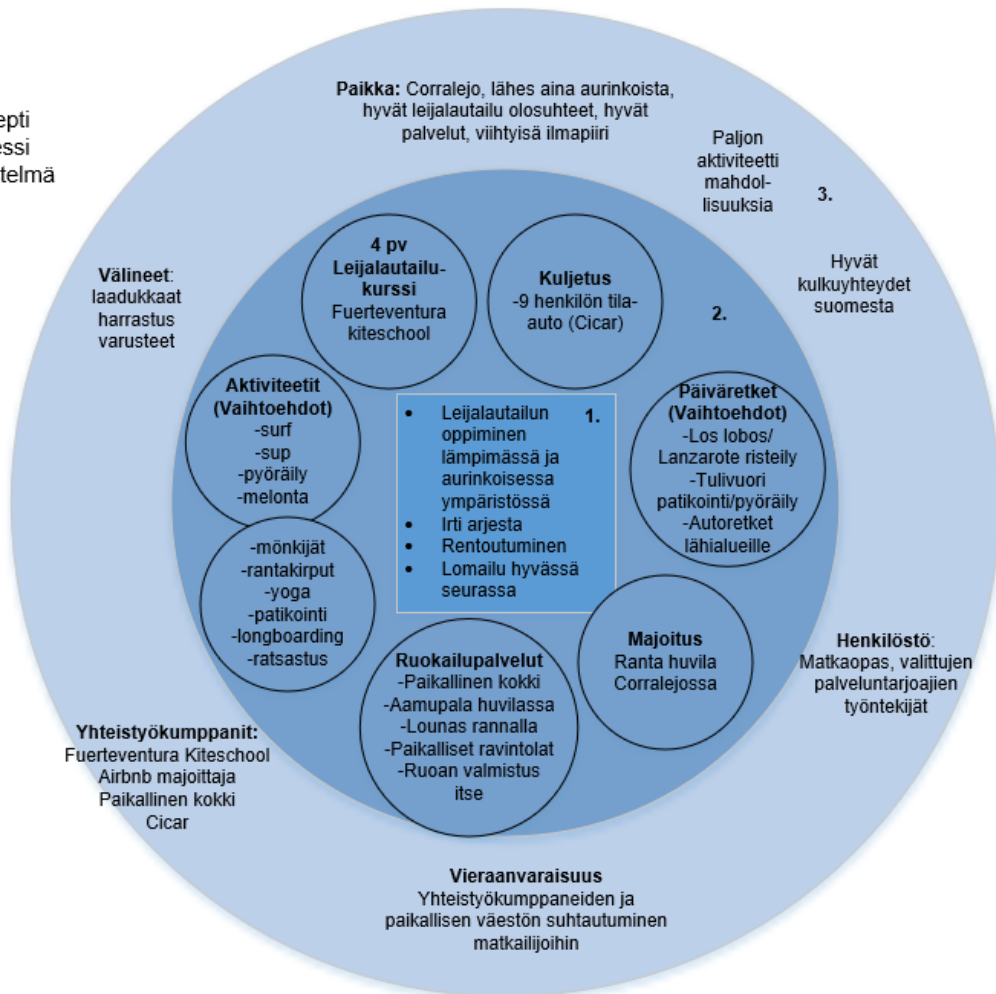 epti
essi
telmä
Paikka: Corralejo, lähes aina aurinkoista,
hyvät leijalautailu olosuhteet, hyvät
palvelut, viihtyisä ilmapiiri
Paljon
aktiviteetti
mahdol-
lisuuksia
3.
Hyvät
kulkuyhteydet
suomesta
Välineet:
laadukkaat
harrastus
varusteet
4 pv
Leijalautailu-
kurssi
Fuerteventura
kiteschool
Kuljetus
-9 henkilön tila-
auto (Cicar)
2.
Aktiviteetit
(Vaihtoehdot)
-surf
-sup
-pyöräily
-melonta
• Leijalautailun
oppiminen
lämpimässä ja
aurinkoisessa
ympäristössä
• Irti arjesta
• Rentoutuminen
• Lomailu hyvässä
seurassa
1.
Päiväretket
(Vaihtoehdot)
-Los lobos/
Lanzarote risteily
-Tulivuori
patikointi/pyöräily
-Autoretket
lähialueille
-mönkijät
-rantakirput
-yoga
-patikointi
-longboarding
-ratsastus
Ruokailupalvelut
-Paikallinen kokki
-Aamupala huvilassa
-Lounas rannalla
-Paikalliset ravintolat
-Ruoan valmistus
itse
Majoitus
Ranta huvila
Corralejossa
Henkilöstö:
Matkaopas, valittujen
palveluntarjoajien
työntekijät
Yhteistyökumppanit:
Fuerteventura Kiteschool
Airbnb majoittaja
Paikallinen kokki
Cicar
Vieraanvaraisuus
Yhteistyökumppaneiden ja
paikallisen väestön suhtautuminen
matkailijoihin